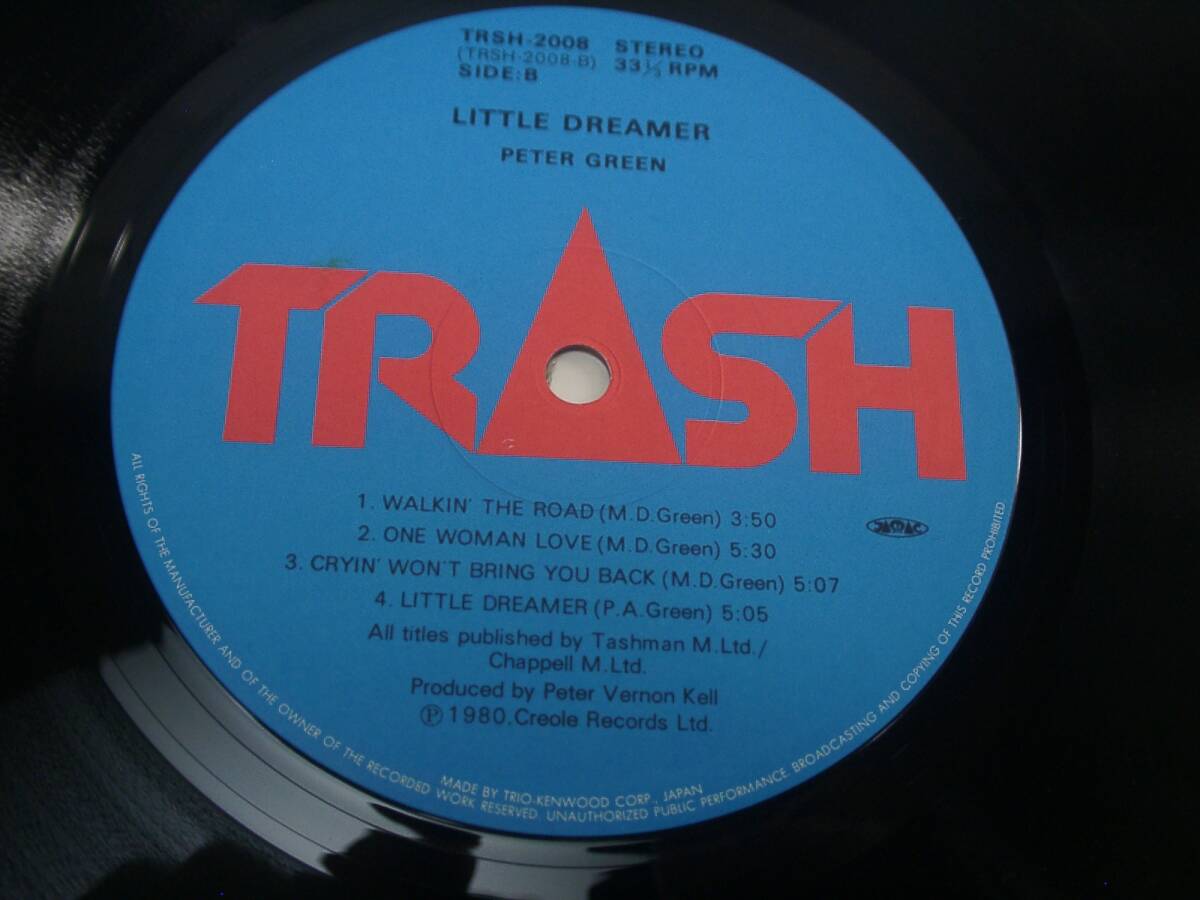 TRSH-2008 STEREO
(TRSH-2008-B) 33⅓ RPM
SIDE:B
LITTLE DREAMER
PETER GREEN
TRASH
1. WALKIN' THE ROAD (M.D.Green) 3:50
2. ONE WOMAN LOVE (M.D.Green) 5:30
3. CRYIN' WON'T BRING YOU BACK (M.D.Green) 5:07
4. LITTLE DREAMER (P.A.Green) 5:05
All titles published by Tashman M.Ltd./
Chappell M.Ltd.
Produced by Peter Vernon Kell
Ⓟ1980.Creole Records Ltd.
MADE BY TRIO-KENWOOD CORP., JAPAN
ALL RIGHTS OF THE MANUFACTURER AND OF THE OWNER OF THE RECORDED WORK RESERVED. UNAUTHORIZED PUBLIC PERFORMANCE. BROADCASTING AND COPYING OF THIS RECORD PROHIBITED